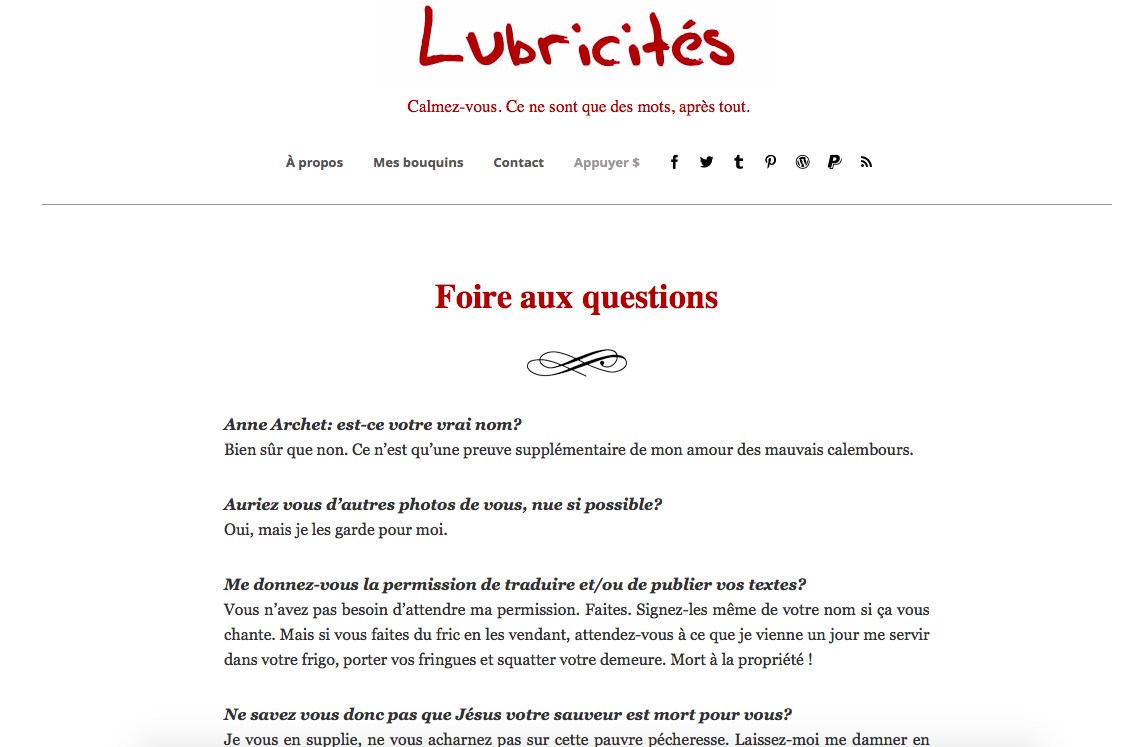 Lubricités
Calmez-vous. Ce ne sont que des mots, après tout.
À propos Mes bouquins Contact Appuyer $
Foire aux questions
Anne Archet: est-ce votre vrai nom?
Bien sûr que non. Ce n’est qu’une preuve supplémentaire de mon amour des mauvais calembours.
Auriez vous d’autres photos de vous, nue si possible?
Oui, mais je les garde pour moi.
Me donnez-vous la permission de traduire et/ou de publier vos textes?
Vous n’avez pas besoin d’attendre ma permission. Faites. Signez-les même de votre nom si ça vous
chante. Mais si vous faites du fric en les vendant, attendez-vous à ce que je vienne un jour me servir
dans votre frigo, porter vos fringues et squatter votre demeure. Mort à la propriété !
Ne savez vous donc pas que Jésus votre sauveur est mort pour vous?
Je vous en supplie, ne vous acharnez pas sur cette pauvre pécheresse. Laissez-moi me damner en